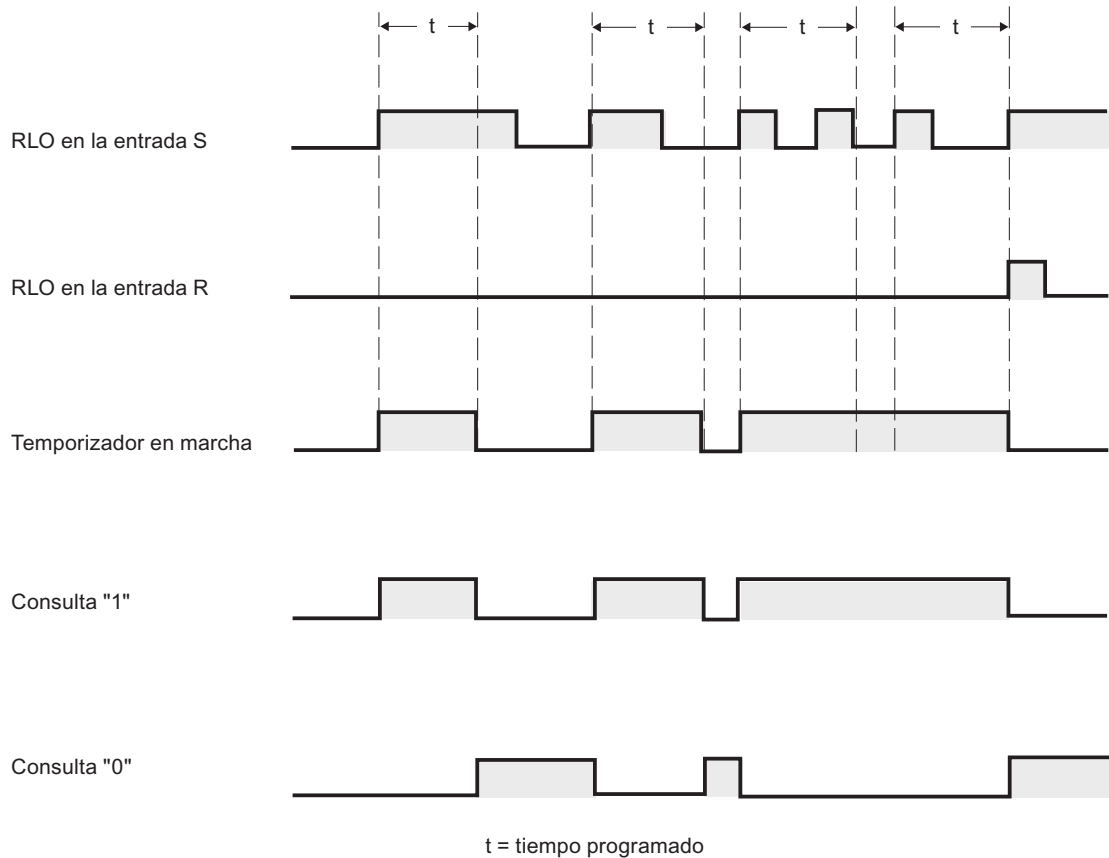 t t t t
RLO en la entrada S
RLO en la entrada R
Temporizador en marcha
Consulta "1"
Consulta "0"
t = tiempo programado